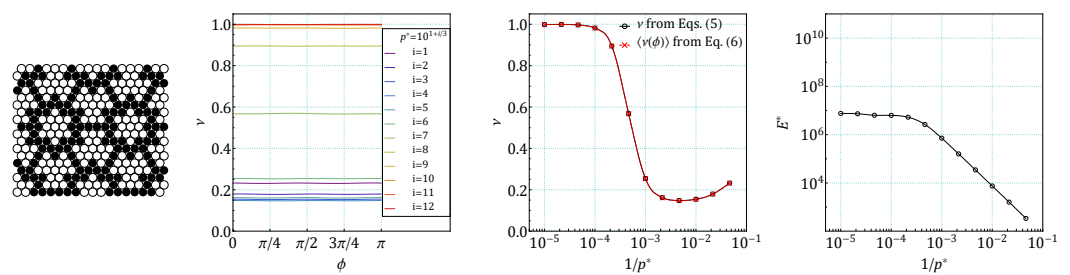 1.0
0.8
0.6
0.4
0.2
0.0
ν
0 π/4 π/2 3π/4 π
ϕ
p*=10^{1+i/3}
i=1
i=2
i=3
i=4
i=5
i=6
i=7
i=8
i=9
i=10
i=11
i=12
1.0
0.8
0.6
0.4
0.2
0.0
ν
ν from Eqs. (5)
⟨ν(ϕ)⟩ from Eq. (6)
10^{−5} 10^{−4} 10^{−3} 10^{−2} 10^{−1}
1/p*
10^{10}
10^{8}
10^{6}
10^{4}
E*
10^{−5} 10^{−4} 10^{−3} 10^{−2} 10^{−1}
1/p*